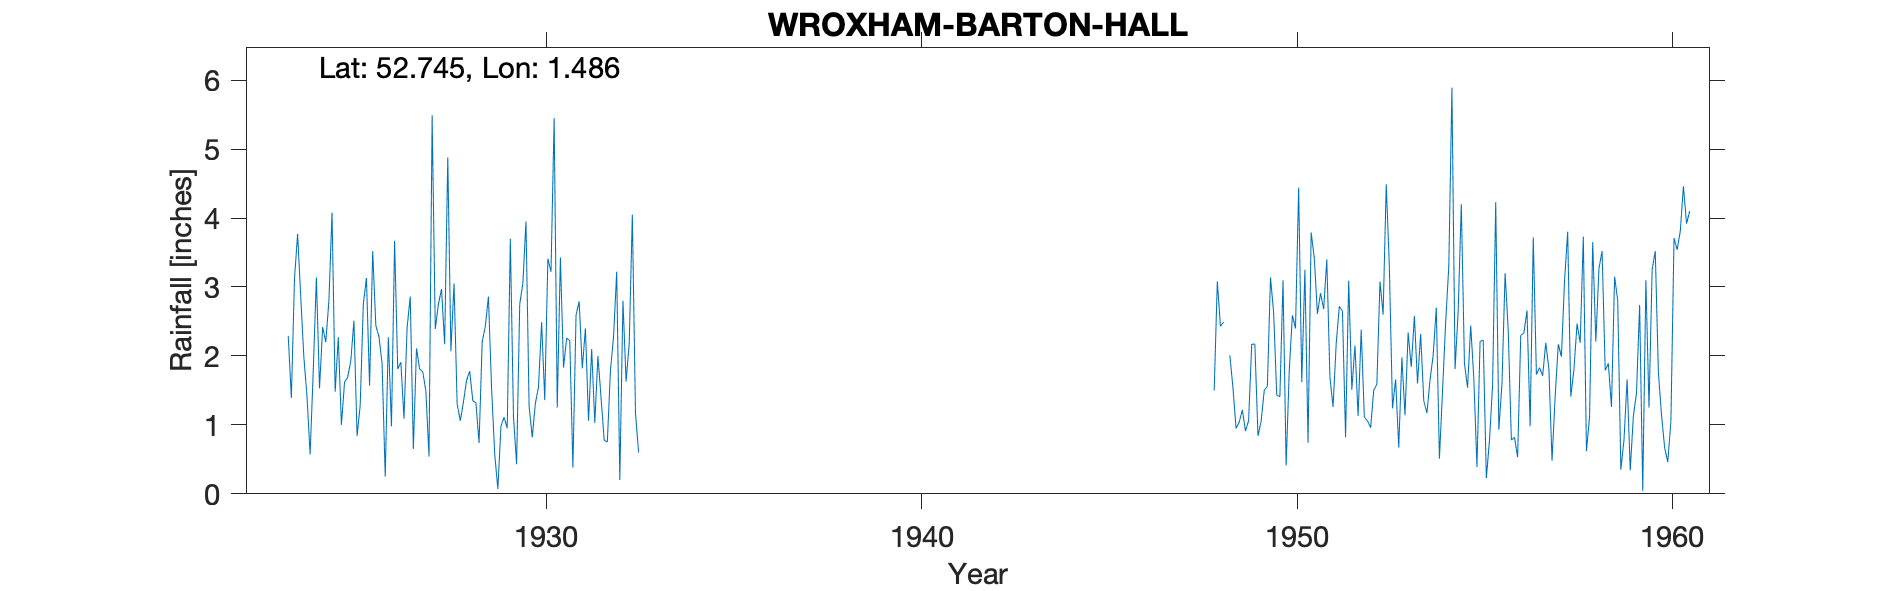 WROXHAM-BARTON-HALL
Lat: 52.745, Lon: 1.486
6
5
4
3
2
1
0
Rainfall [inches]
1930 1940 1950 1960
Year